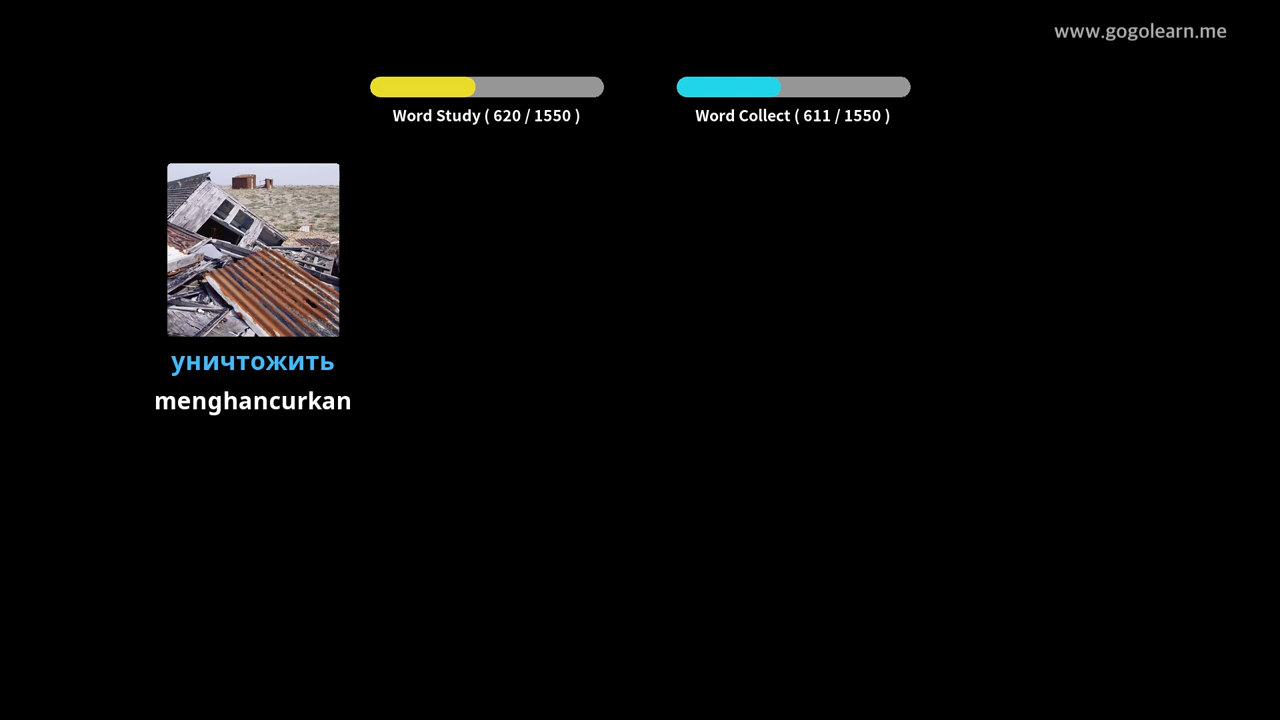 www.gogolearn.me
Word Study ( 620 / 1550 )
Word Collect ( 611 / 1550 )
уничтожить
menghancurkan